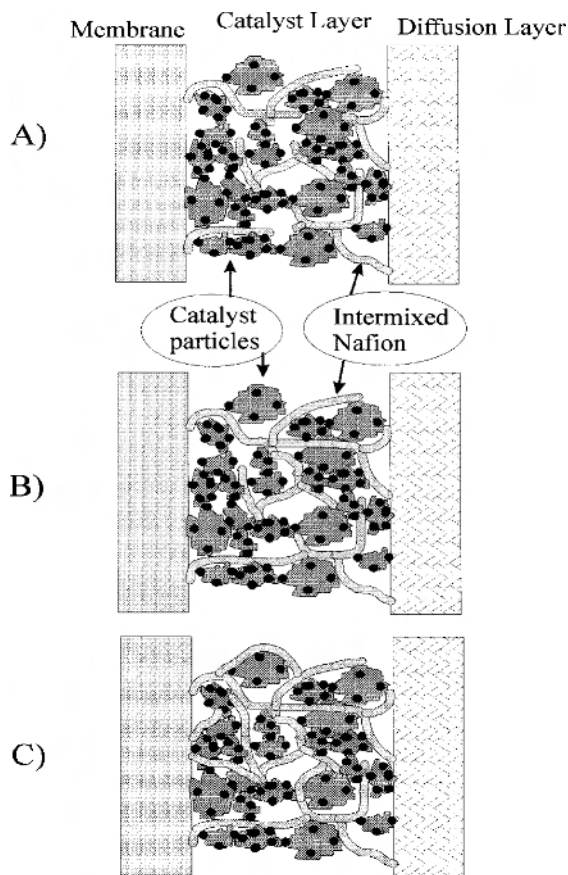 Membrane Catalyst Layer Diffusion Layer
A)
Catalyst particles
Intermixed Nafion
B)
C)